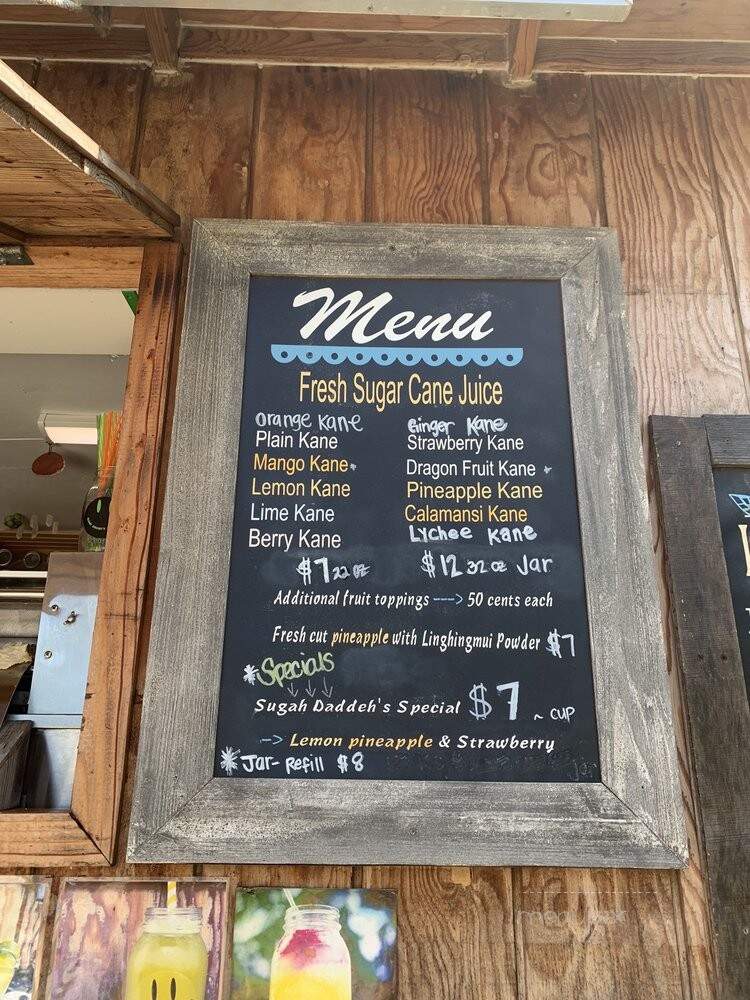 Menu
Fresh Sugar Cane Juice
Orange Kane
Plain Kane
Mango Kane
Lemon Kane
Lime Kane
Berry Kane
Ginger Kane
Strawberry Kane
Dragon Fruit Kane
Pineapple Kane
Calamansi Kane
Lychee Kane
$7 22 oz
$12 32 oz Jar
Additional fruit toppings ---> 50 cents each
Fresh cut pineapple with Linghingmui Powder $7
*Specials
Sugah Daddeh's Special $7 ~ cup
-> Lemon pineapple & Strawberry
*Jar-Refill $8